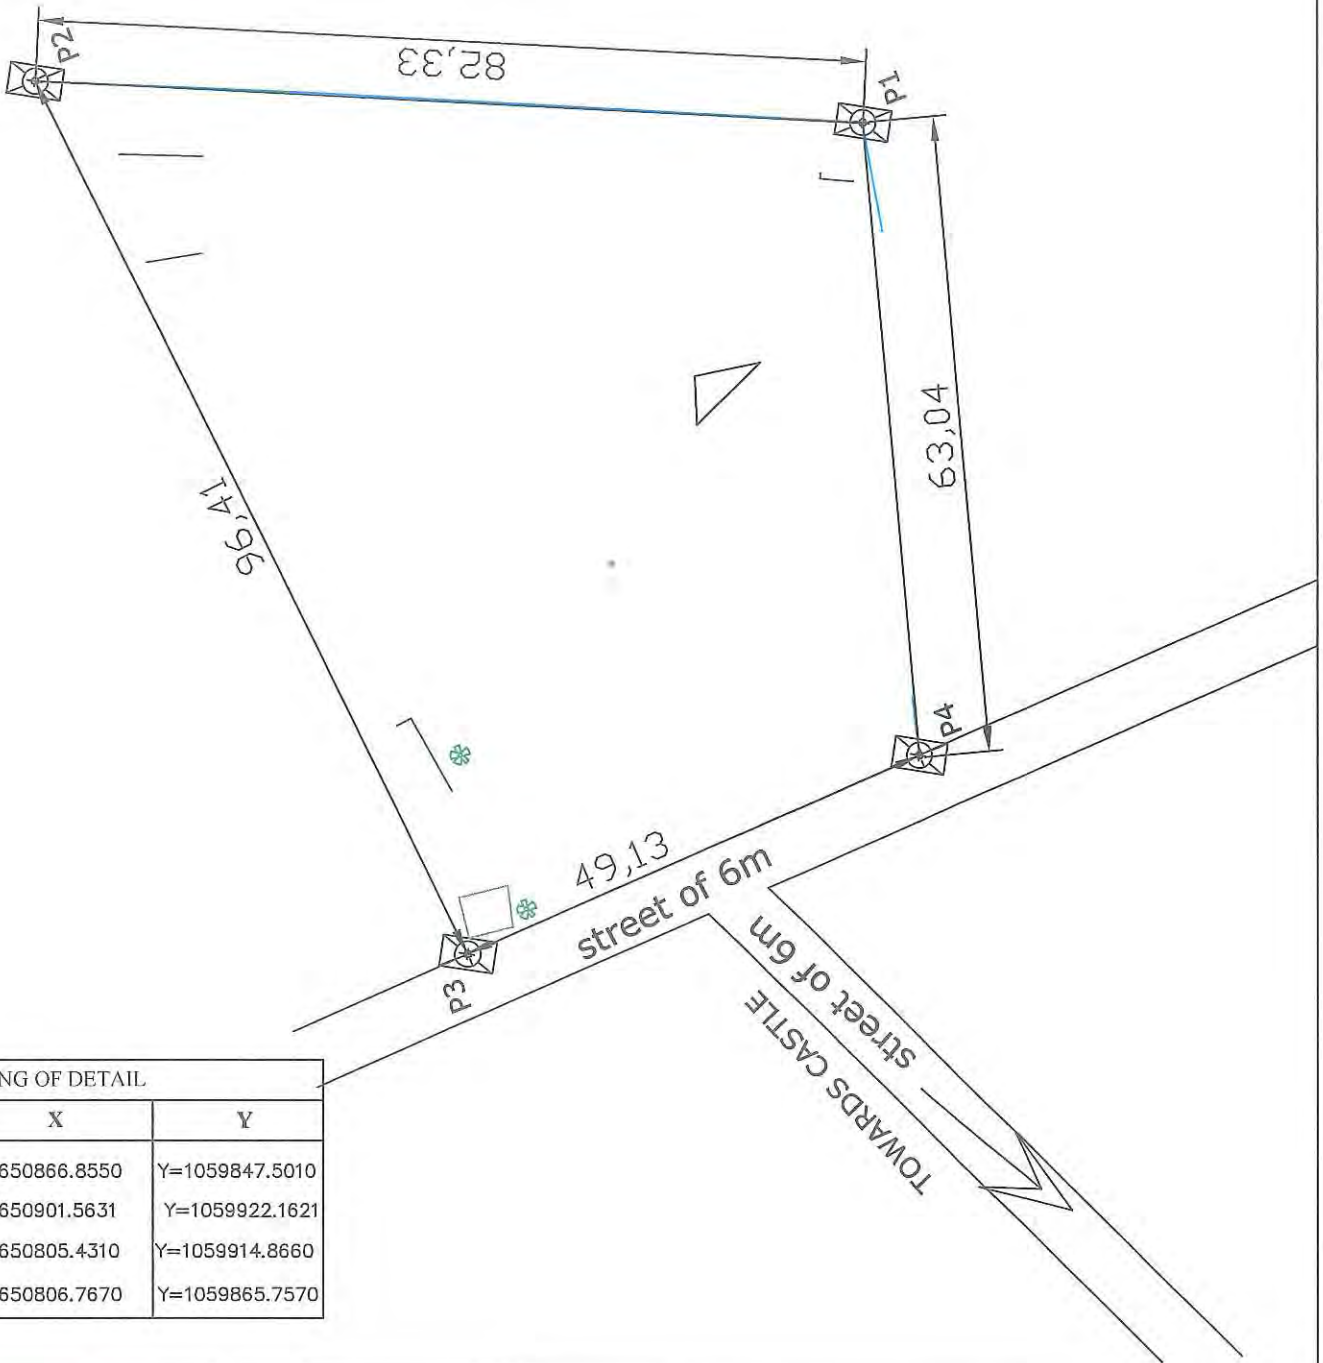 P2
82,33
P1
63,04
96,41
P4
49,13
street of 6m
street of 6m
TOWARDS CASTLE
P3
NG OF DETAIL
X Y
650866.8550 Y=1059847.5010
650901.5631 Y=1059922.1621
650805.4310 Y=1059914.8660
650806.7670 Y=1059865.7570